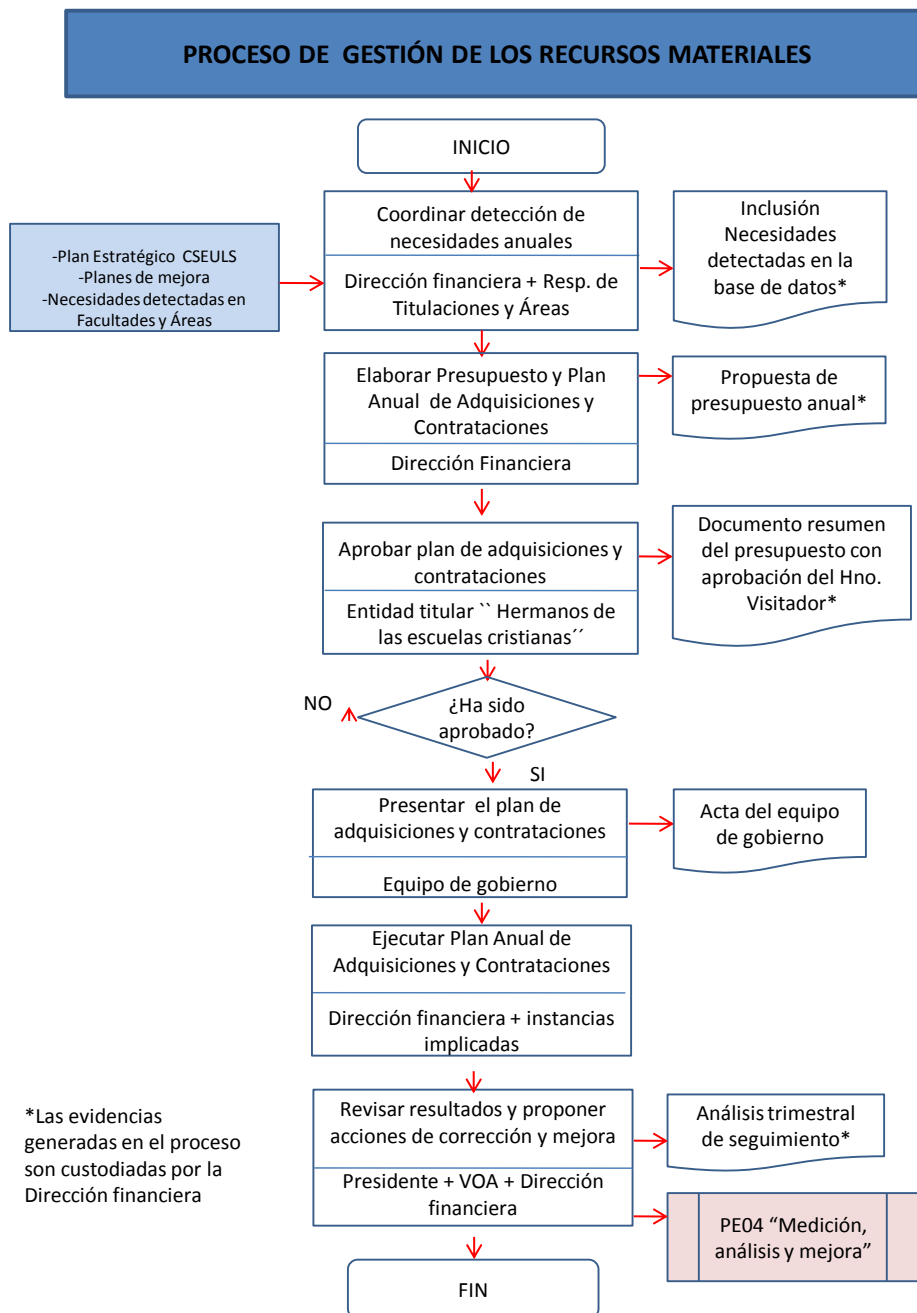 PROCESO DE GESTIÓN DE LOS RECURSOS MATERIALES
INICIO
-Plan Estratégico CSEULS
-Planes de mejora
-Necesidades detectadas en
Facultades y Áreas
Coordinar detección de
necesidades anuales
Dirección financiera + Resp. de
Titulaciones y Áreas
Inclusión
Necesidades
detectadas en la
base de datos*
Elaborar Presupuesto y Plan
Anual de Adquisiciones y
Contrataciones
Dirección Financiera
Propuesta de
presupuesto anual*
Aprobar plan de adquisiciones y
contrataciones
Entidad titular `` Hermanos de
las escuelas cristianas´´
Documento resumen
del presupuesto con
aprobación del Hno.
Visitador*
NO
¿Ha sido
aprobado?
SI
Presentar el plan de
adquisiciones y contrataciones
Equipo de gobierno
Acta del equipo
de gobierno
Ejecutar Plan Anual de
Adquisiciones y Contrataciones
Dirección financiera + instancias
implicadas
Revisar resultados y proponer
acciones de corrección y mejora
Presidente + VOA + Dirección
financiera
Análisis trimestral
de seguimiento*
PE04 “Medición,
análisis y mejora”
*Las evidencias
generadas en el proceso
son custodiadas por la
Dirección financiera
FIN